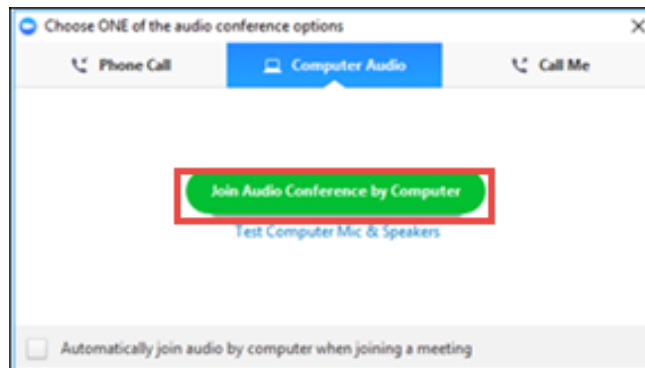 Choose ONE of the audio conference options
Phone Call
Computer Audio
Call Me
Join Audio Conference by Computer
Test Computer Mic & Speakers
Automatically join audio by computer when joining a meeting